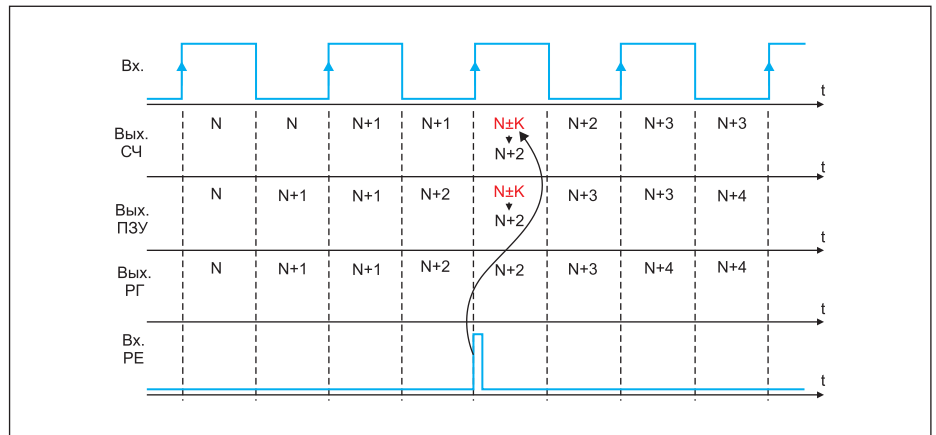 Вх.
t
Вых.
СЧ
N N N+1 N+1 N±K N+2 N+3 N+3
N+2
t
Вых.
ПЗУ
N N+1 N+1 N+2 N±K N+3 N+3 N+4
N+2
t
Вых.
РГ
N N+1 N+1 N+2 N+2 N+3 N+4 N+4
t
Вх.
РЕ
t